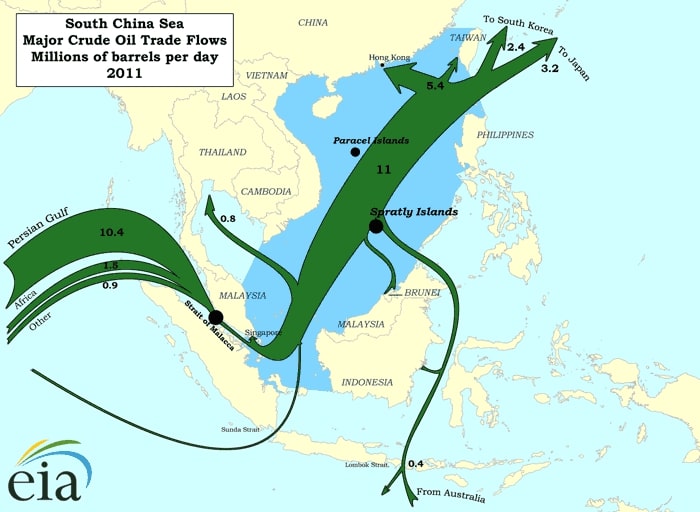 South China Sea
Major Crude Oil Trade Flows
Millions of barrels per day
2011
CHINA
To South Korea
TAIWAN
2.4
To Japan
3.2
Hong Kong
5.4
VIETNAM
LAOS
Paracel Islands
PHILIPPINES
THAILAND
11
CAMBODIA
Spratly Islands
0.8
Persian Gulf
10.4
1.5
Africa
0.9
Other
MALAYSIA
BRUNEI
Strait of Malacca
Singapore
MALAYSIA
INDONESIA
Sunda Strait
Lombok Strait.
0.4
From Australia
eia